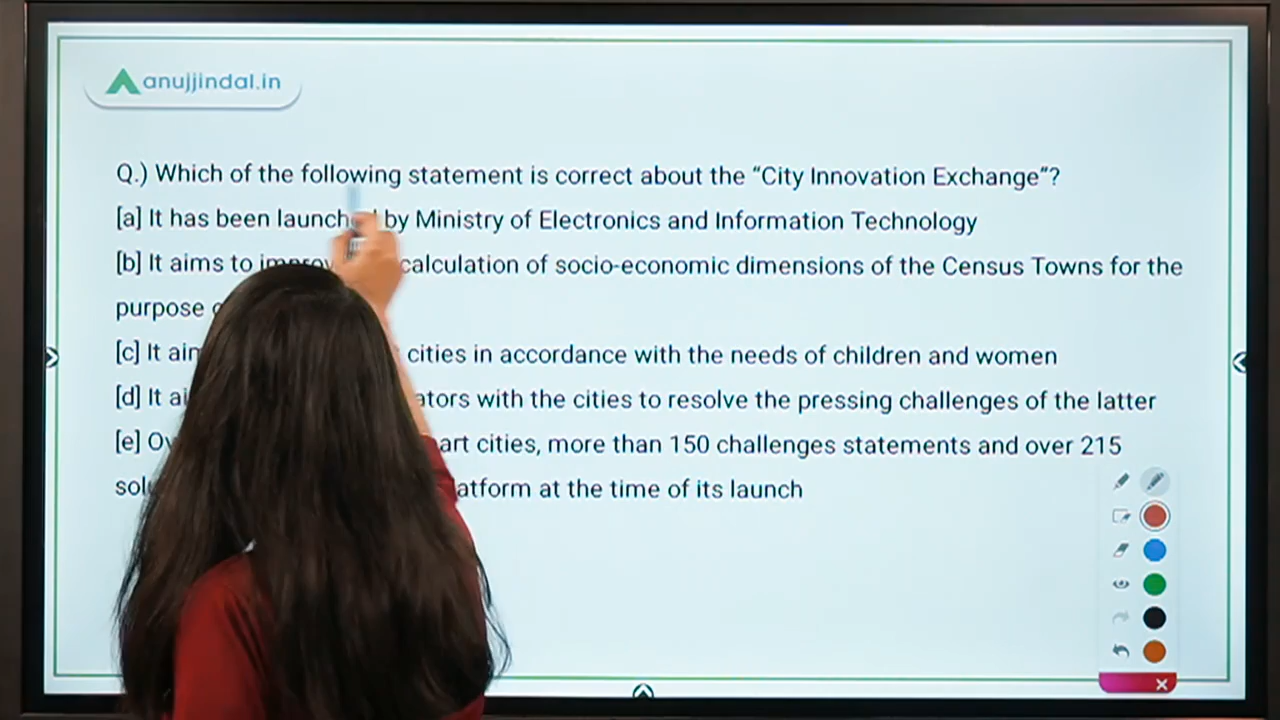 anujjindal.in
Q.) Which of the following statement is correct about the “City Innovation Exchange“?
[a] It has been launched by Ministry of Electronics and Information Technology
[b] It aims to calculation of socio-economic dimensions of the Census Towns for the
purpose
[c] It cities in accordance with the needs of children and women
[d] It with the cities to resolve the pressing challenges of the latter
[e] cities, more than 150 challenges statements and over 215
at the time of its launch